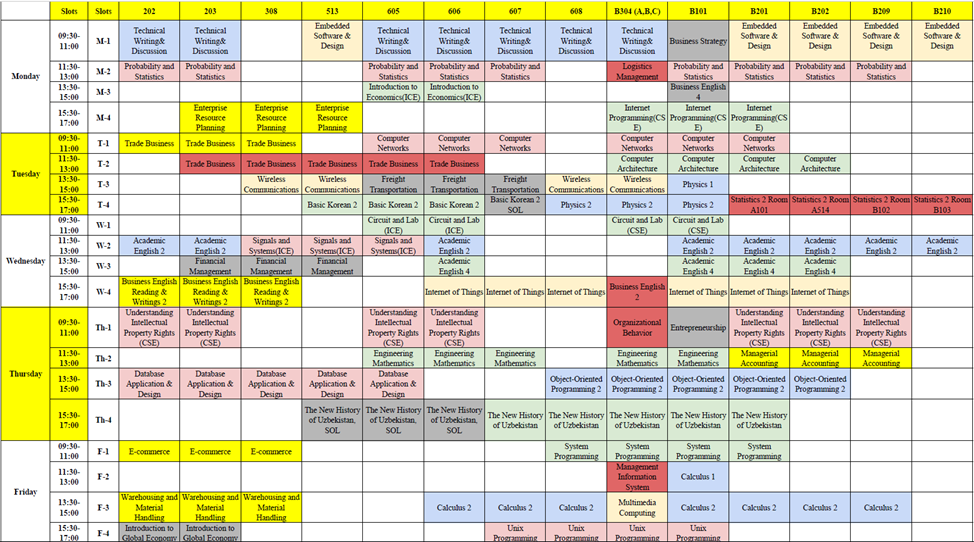 Slots Slots 202 203 308 513 605 606 607 608 B304 (A,B,C) B101 B201 B202 B209 B210
Monday
09:30-11:00 M-1 Technical Writing& Discussion Technical Writing& Discussion Embedded Software & Design Technical Writing& Discussion Technical Writing& Discussion Technical Writing& Discussion Technical Writing& Discussion Technical Writing& Discussion Business Strategy Embedded Software & Design Embedded Software & Design Embedded Software & Design Embedded Software & Design
11:30-13:00 M-2 Probability and Statistics Probability and Statistics Probability and Statistics Probability and Statistics Probability and Statistics Logistics Management Probability and Statistics Probability and Statistics Probability and Statistics Probability and Statistics
13:30-15:00 M-3 Introduction to Economics(ICE) Introduction to Economics(ICE) Business English 4
15:30-17:00 M-4 Enterprise Resource Planning Enterprise Resource Planning Enterprise Resource Planning Internet Programming(CSE) Internet Programming(CSE) Internet Programming(CSE)
Tuesday
09:30-11:00 T-1 Trade Business Trade Business Trade Business Computer Networks Computer Networks Computer Networks Computer Networks Computer Networks Computer Networks
11:30-13:00 T-2 Trade Business Trade Business Trade Business Trade Business Trade Business Computer Architecture Computer Architecture Computer Architecture Computer Architecture
13:30-15:00 T-3 Wireless Communications Wireless Communications Freight Transportation Freight Transportation Freight Transportation Wireless Communications Wireless Communications Physics 1
15:30-17:00 T-4 Basic Korean 2 Basic Korean 2 Basic Korean 2 Basic Korean 2 SOL Physics 2 Physics 2 Physics 2 Statistics 2 Room A101 Statistics 2 Room A514 Statistics 2 Room B102 Statistics 2 Room B103
Wednesday
09:30-11:00 W-1 Circuit and Lab (ICE) Circuit and Lab (ICE) Circuit and Lab (CSE) Circuit and Lab (CSE)
11:30-13:00 W-2 Academic English 2 Academic English 2 Signals and Systems(ICE) Signals and Systems(ICE) Signals and Systems(ICE) Academic English 2 Academic English 2 Academic English 2 Academic English 2 Academic English 2 Academic English 2
13:30-15:00 W-3 Financial Management Financial Management Financial Management Academic English 4 Academic English 4 Academic English 4 Academic English 4
15:30-17:00 W-4 Business English Reading & Writings 2 Business English Reading & Writings 2 Business English Reading & Writings 2 Internet of Things Internet of Things Internet of Things Business English 2 Internet of Things Internet of Things Internet of Things
Thursday
09:30-11:00 Th-1 Understanding Intellectual Property Rights (CSE) Understanding Intellectual Property Rights (CSE) Understanding Intellectual Property Rights (CSE) Understanding Intellectual Property Rights (CSE) Organizational Behavior Entrepreneurship Understanding Intellectual Property Rights (CSE) Understanding Intellectual Property Rights (CSE) Understanding Intellectual Property Rights (CSE)
11:30-13:00 Th-2 Engineering Mathematics Engineering Mathematics Engineering Mathematics Engineering Mathematics Engineering Mathematics Managerial Accounting Managerial Accounting Managerial Accounting
13:30-15:00 Th-3 Database Application & Design Database Application & Design Database Application & Design Database Application & Design Database Application & Design Object-Oriented Programming 2 Object-Oriented Programming 2 Object-Oriented Programming 2 Object-Oriented Programming 2 Object-Oriented Programming 2
15:30-17:00 Th-4 The New History of Uzbekistan, SOL The New History of Uzbekistan, SOL The New History of Uzbekistan, SOL The New History of Uzbekistan The New History of Uzbekistan The New History of Uzbekistan The New History of Uzbekistan The New History of Uzbekistan
Friday
09:30-11:00 F-1 E-commerce E-commerce E-commerce System Programming System Programming System Programming System Programming
11:30-13:00 F-2 Management Information System Calculus 1
13:30-15:00 F-3 Warehousing and Material Handling Warehousing and Material Handling Warehousing and Material Handling Calculus 2 Calculus 2 Calculus 2 Multimedia Computing Calculus 2 Calculus 2 Calculus 2 Calculus 2
15:30-17:00 F-4 Introduction to Global Economy Introduction to Global Economy Unix Programming Unix Programming Unix Programming Unix Programming